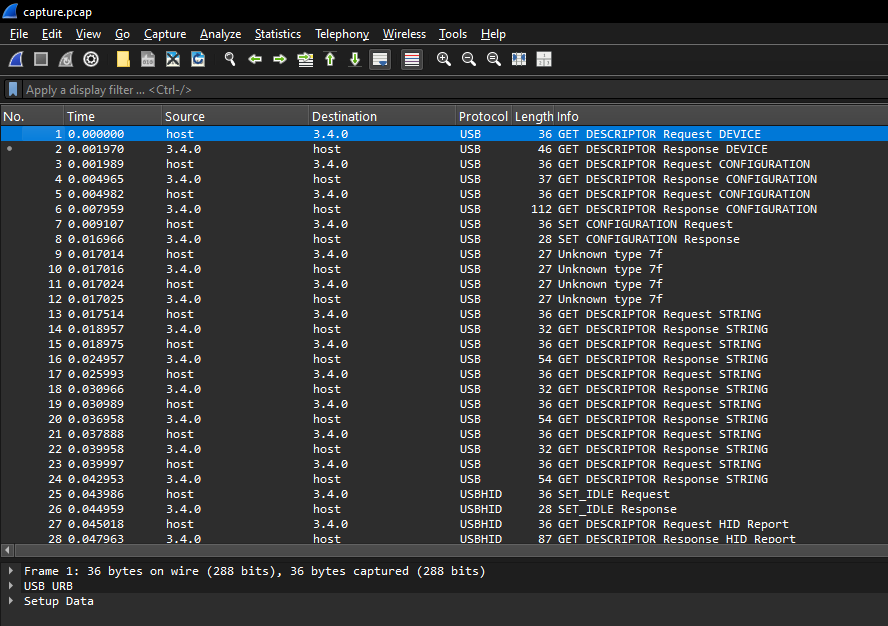 capture.pcap
File Edit View Go Capture Analyze Statistics Telephony Wireless Tools Help
Apply a display filter ... <Ctrl-/>
No. Time Source Destination Protocol Length Info
1 0.000000 host 3.4.0 USB 36 GET DESCRIPTOR Request DEVICE
2 0.001970 3.4.0 host USB 46 GET DESCRIPTOR Response DEVICE
3 0.001989 host 3.4.0 USB 36 GET DESCRIPTOR Request CONFIGURATION
4 0.004965 3.4.0 host USB 37 GET DESCRIPTOR Response CONFIGURATION
5 0.004982 host 3.4.0 USB 36 GET DESCRIPTOR Request CONFIGURATION
6 0.007959 3.4.0 host USB 112 GET DESCRIPTOR Response CONFIGURATION
7 0.009107 host 3.4.0 USB 36 SET CONFIGURATION Request
8 0.016966 3.4.0 host USB 28 SET CONFIGURATION Response
9 0.017014 host 3.4.0 USB 27 Unknown type 7f
10 0.017016 3.4.0 host USB 27 Unknown type 7f
11 0.017024 host 3.4.0 USB 27 Unknown type 7f
12 0.017025 3.4.0 host USB 27 Unknown type 7f
13 0.017514 host 3.4.0 USB 36 GET DESCRIPTOR Request STRING
14 0.018957 3.4.0 host USB 32 GET DESCRIPTOR Response STRING
15 0.018975 host 3.4.0 USB 36 GET DESCRIPTOR Request STRING
16 0.024957 3.4.0 host USB 54 GET DESCRIPTOR Response STRING
17 0.025993 host 3.4.0 USB 36 GET DESCRIPTOR Request STRING
18 0.030966 3.4.0 host USB 32 GET DESCRIPTOR Response STRING
19 0.030989 host 3.4.0 USB 36 GET DESCRIPTOR Request STRING
20 0.036958 3.4.0 host USB 54 GET DESCRIPTOR Response STRING
21 0.037888 host 3.4.0 USB 36 GET DESCRIPTOR Request STRING
22 0.039958 3.4.0 host USB 32 GET DESCRIPTOR Response STRING
23 0.039997 host 3.4.0 USB 36 GET DESCRIPTOR Request STRING
24 0.042953 3.4.0 host USB 54 GET DESCRIPTOR Response STRING
25 0.043986 host 3.4.0 USBHID 36 SET_IDLE Request
26 0.044959 3.4.0 host USBHID 28 SET_IDLE Response
27 0.045018 host 3.4.0 USBHID 36 GET DESCRIPTOR Request HID Report
28 0.047963 3.4.0 host USBHID 87 GET DESCRIPTOR Response HID Report
Frame 1: 36 bytes on wire (288 bits), 36 bytes captured (288 bits)
USB URB
Setup Data